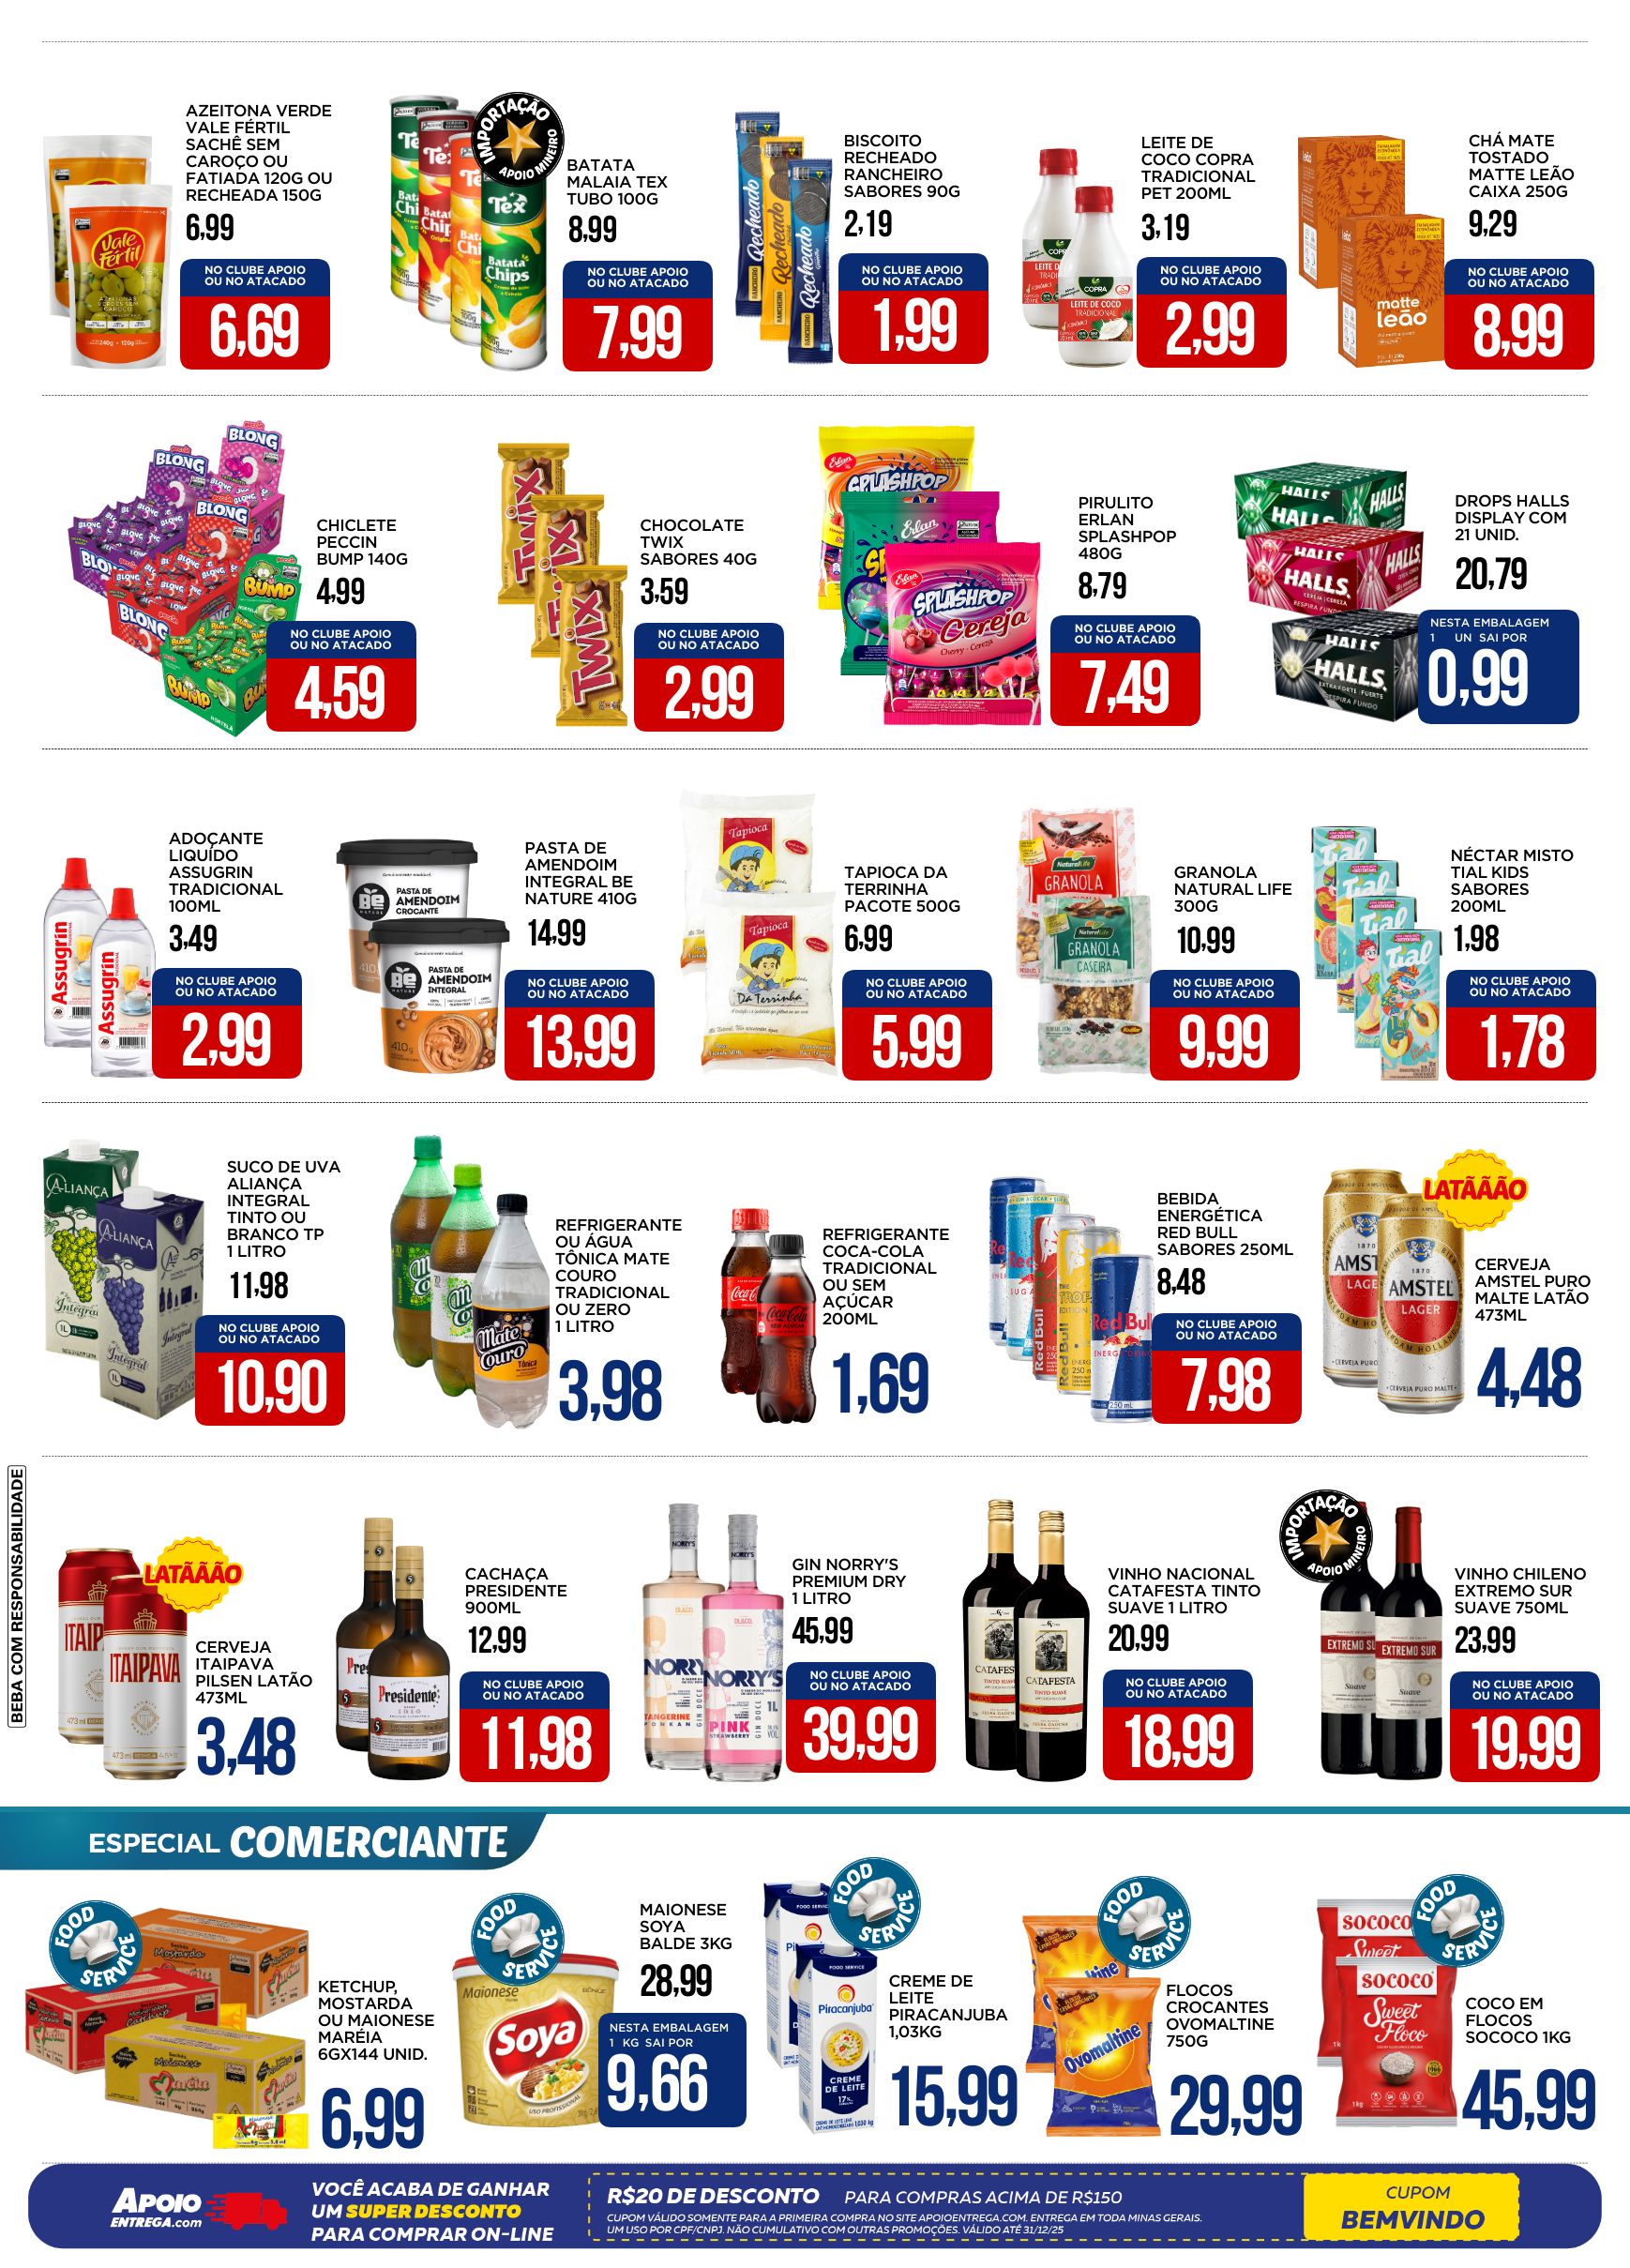 AZEITONA VERDE
VALE FÉRTIL
SACHÊ SEM
CAROÇO OU
FATIADA 120G OU
RECHEADA 150G
6,99
NO CLUBE APOIO
OU NO ATACADO
6,69
IMPORTAÇÃO
APOIO MINEIRO
BATATA
MALAIA TEX
TUBO 100G
8,99
NO CLUBE APOIO
OU NO ATACADO
7,99
BISCOITO
RECHEADO
RANCHEIRO
SABORES 90G
2,19
NO CLUBE APOIO
OU NO ATACADO
1,99
LEITE DE
COCO COPRA
TRADICIONAL
PET 200ML
3,19
NO CLUBE APOIO
OU NO ATACADO
2,99
CHÁ MATE
TOSTADO
MATTE LEÃO
CAIXA 250G
9,29
NO CLUBE APOIO
OU NO ATACADO
8,99
CHICLETE
PECCIN
BUMP 140G
4,99
NO CLUBE APOIO
OU NO ATACADO
4,59
CHOCOLATE
TWIX
SABORES 40G
3,59
NO CLUBE APOIO
OU NO ATACADO
2,99
PIRULITO
ERLAN
SPLASHPOP
480G
8,79
NO CLUBE APOIO
OU NO ATACADO
7,49
DROPS HALLS
DISPLAY COM
21 UNID.
20,79
NESTA EMBALAGEM
1 UN SAI POR
0,99
ADOÇANTE
LIQUÍDO
ASSUGRIN
TRADICIONAL
100ML
3,49
NO CLUBE APOIO
OU NO ATACADO
2,99
PASTA DE
AMENDOIM
INTEGRAL BE
NATURE 410G
14,99
NO CLUBE APOIO
OU NO ATACADO
13,99
TAPIOCA DA
TERRINHA
PACOTE 500G
6,99
NO CLUBE APOIO
OU NO ATACADO
5,99
GRANOLA
NATURAL LIFE
300G
10,99
NO CLUBE APOIO
OU NO ATACADO
9,99
NÉCTAR MISTO
TIAL KIDS
SABORES
200ML
1,98
NO CLUBE APOIO
OU NO ATACADO
1,78
SUCO DE UVA
ALIANÇA
INTEGRAL
TINTO OU
BRANCO TP
1 LITRO
11,98
NO CLUBE APOIO
OU NO ATACADO
10,90
REFRIGERANTE
OU ÁGUA
TÔNICA MATE
COURO
TRADICIONAL
OU ZERO
1 LITRO
3,98
REFRIGERANTE
COCA-COLA
TRADICIONAL
OU SEM
AÇÚCAR
200ML
1,69
BEBIDA
ENERGÉTICA
RED BULL
SABORES 250ML
8,48
NO CLUBE APOIO
OU NO ATACADO
7,98
LATÃÃÃO
CERVEJA
AMSTEL PURO
MALTE LATÃO
473ML
4,48
BEBA COM RESPONSABILIDADE
LATÃÃÃO
CERVEJA
ITAIPAVA
PILSEN LATÃO
473ML
3,48
CACHAÇA
PRESIDENTE
900ML
12,99
NO CLUBE APOIO
OU NO ATACADO
11,98
GIN NORRY'S
PREMIUM DRY
1 LITRO
45,99
NO CLUBE APOIO
OU NO ATACADO
39,99
VINHO NACIONAL
CATAFESTA TINTO
SUAVE 1 LITRO
20,99
NO CLUBE APOIO
OU NO ATACADO
18,99
IMPORTAÇÃO
APOIO MINEIRO
VINHO CHILENO
EXTREMO SUR
SUAVE 750ML
23,99
NO CLUBE APOIO
OU NO ATACADO
19,99
ESPECIAL COMERCIANTE
FOOD SERVICE
KETCHUP,
MOSTARDA
OU MAIONESE
MARÉIA
6GX144 UNID.
6,99
FOOD SERVICE
MAIONESE
SOYA
BALDE 3KG
28,99
NESTA EMBALAGEM
1 KG SAI POR
9,66
FOOD SERVICE
CREME DE
LEITE
PIRACANJUBA
1,03KG
15,99
FOOD SERVICE
FLOCOS
CROCANTES
OVOMALTINE
750G
29,99
FOOD SERVICE
COCO EM
FLOCOS
SOCOCO 1KG
45,99
APOIO
ENTREGA.com
VOCÊ ACABA DE GANHAR
UM SUPER DESCONTO
PARA COMPRAR ON-LINE
R$20 DE DESCONTO PARA COMPRAS ACIMA DE R$150
CUPOM VÁLIDO SOMENTE PARA A PRIMEIRA COMPRA NO SITE APOIOENTREGA.COM. ENTREGA EM TODA MINAS GERAIS.
UM USO POR CPF/CNPJ. NÃO CUMULATIVO COM OUTRAS PROMOÇÕES. VÁLIDO ATÉ 31/12/25
CUPOM
BEMVINDO